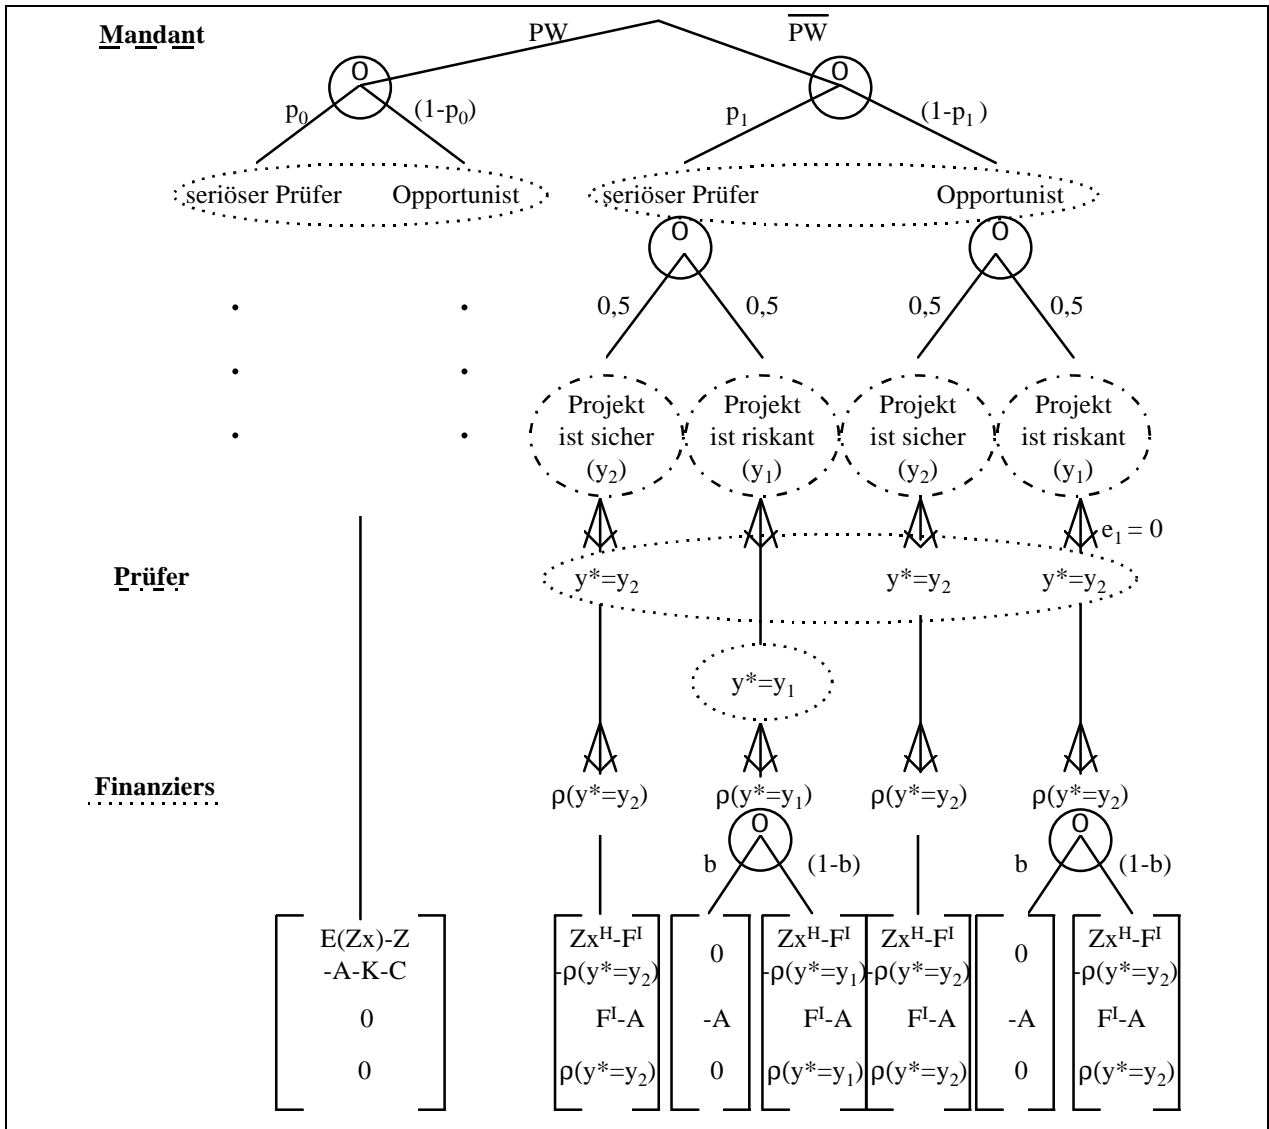 Mandant
PW
P̅W̅
O
O
p₀
(1-p₀)
p₁
(1-p₁)
seriöser Prüfer
Opportunist
seriöser Prüfer
Opportunist
O
O
0,5
0,5
0,5
0,5
Projekt
ist sicher
(y₂)
Projekt
ist riskant
(y₁)
Projekt
ist sicher
(y₂)
Projekt
ist riskant
(y₁)
e₁ = 0
Prüfer
y*=y₂
y*=y₂
y*=y₂
y*=y₁
Finanziers
ρ(y*=y₂)
ρ(y*=y₁)
ρ(y*=y₂)
ρ(y*=y₂)
O
O
b
(1-b)
b
(1-b)
E(Zx)-Z
-A-K-C
0
0
Zxᴴ-Fᴵ
-ρ(y*=y₂)
Fᴵ-A
ρ(y*=y₂)
0
-A
0
Zxᴴ-Fᴵ
-ρ(y*=y₁)
Fᴵ-A
ρ(y*=y₁)
Zxᴴ-Fᴵ
-ρ(y*=y₂)
Fᴵ-A
ρ(y*=y₂)
0
-A
0
Zxᴴ-Fᴵ
-ρ(y*=y₂)
Fᴵ-A
ρ(y*=y₂)